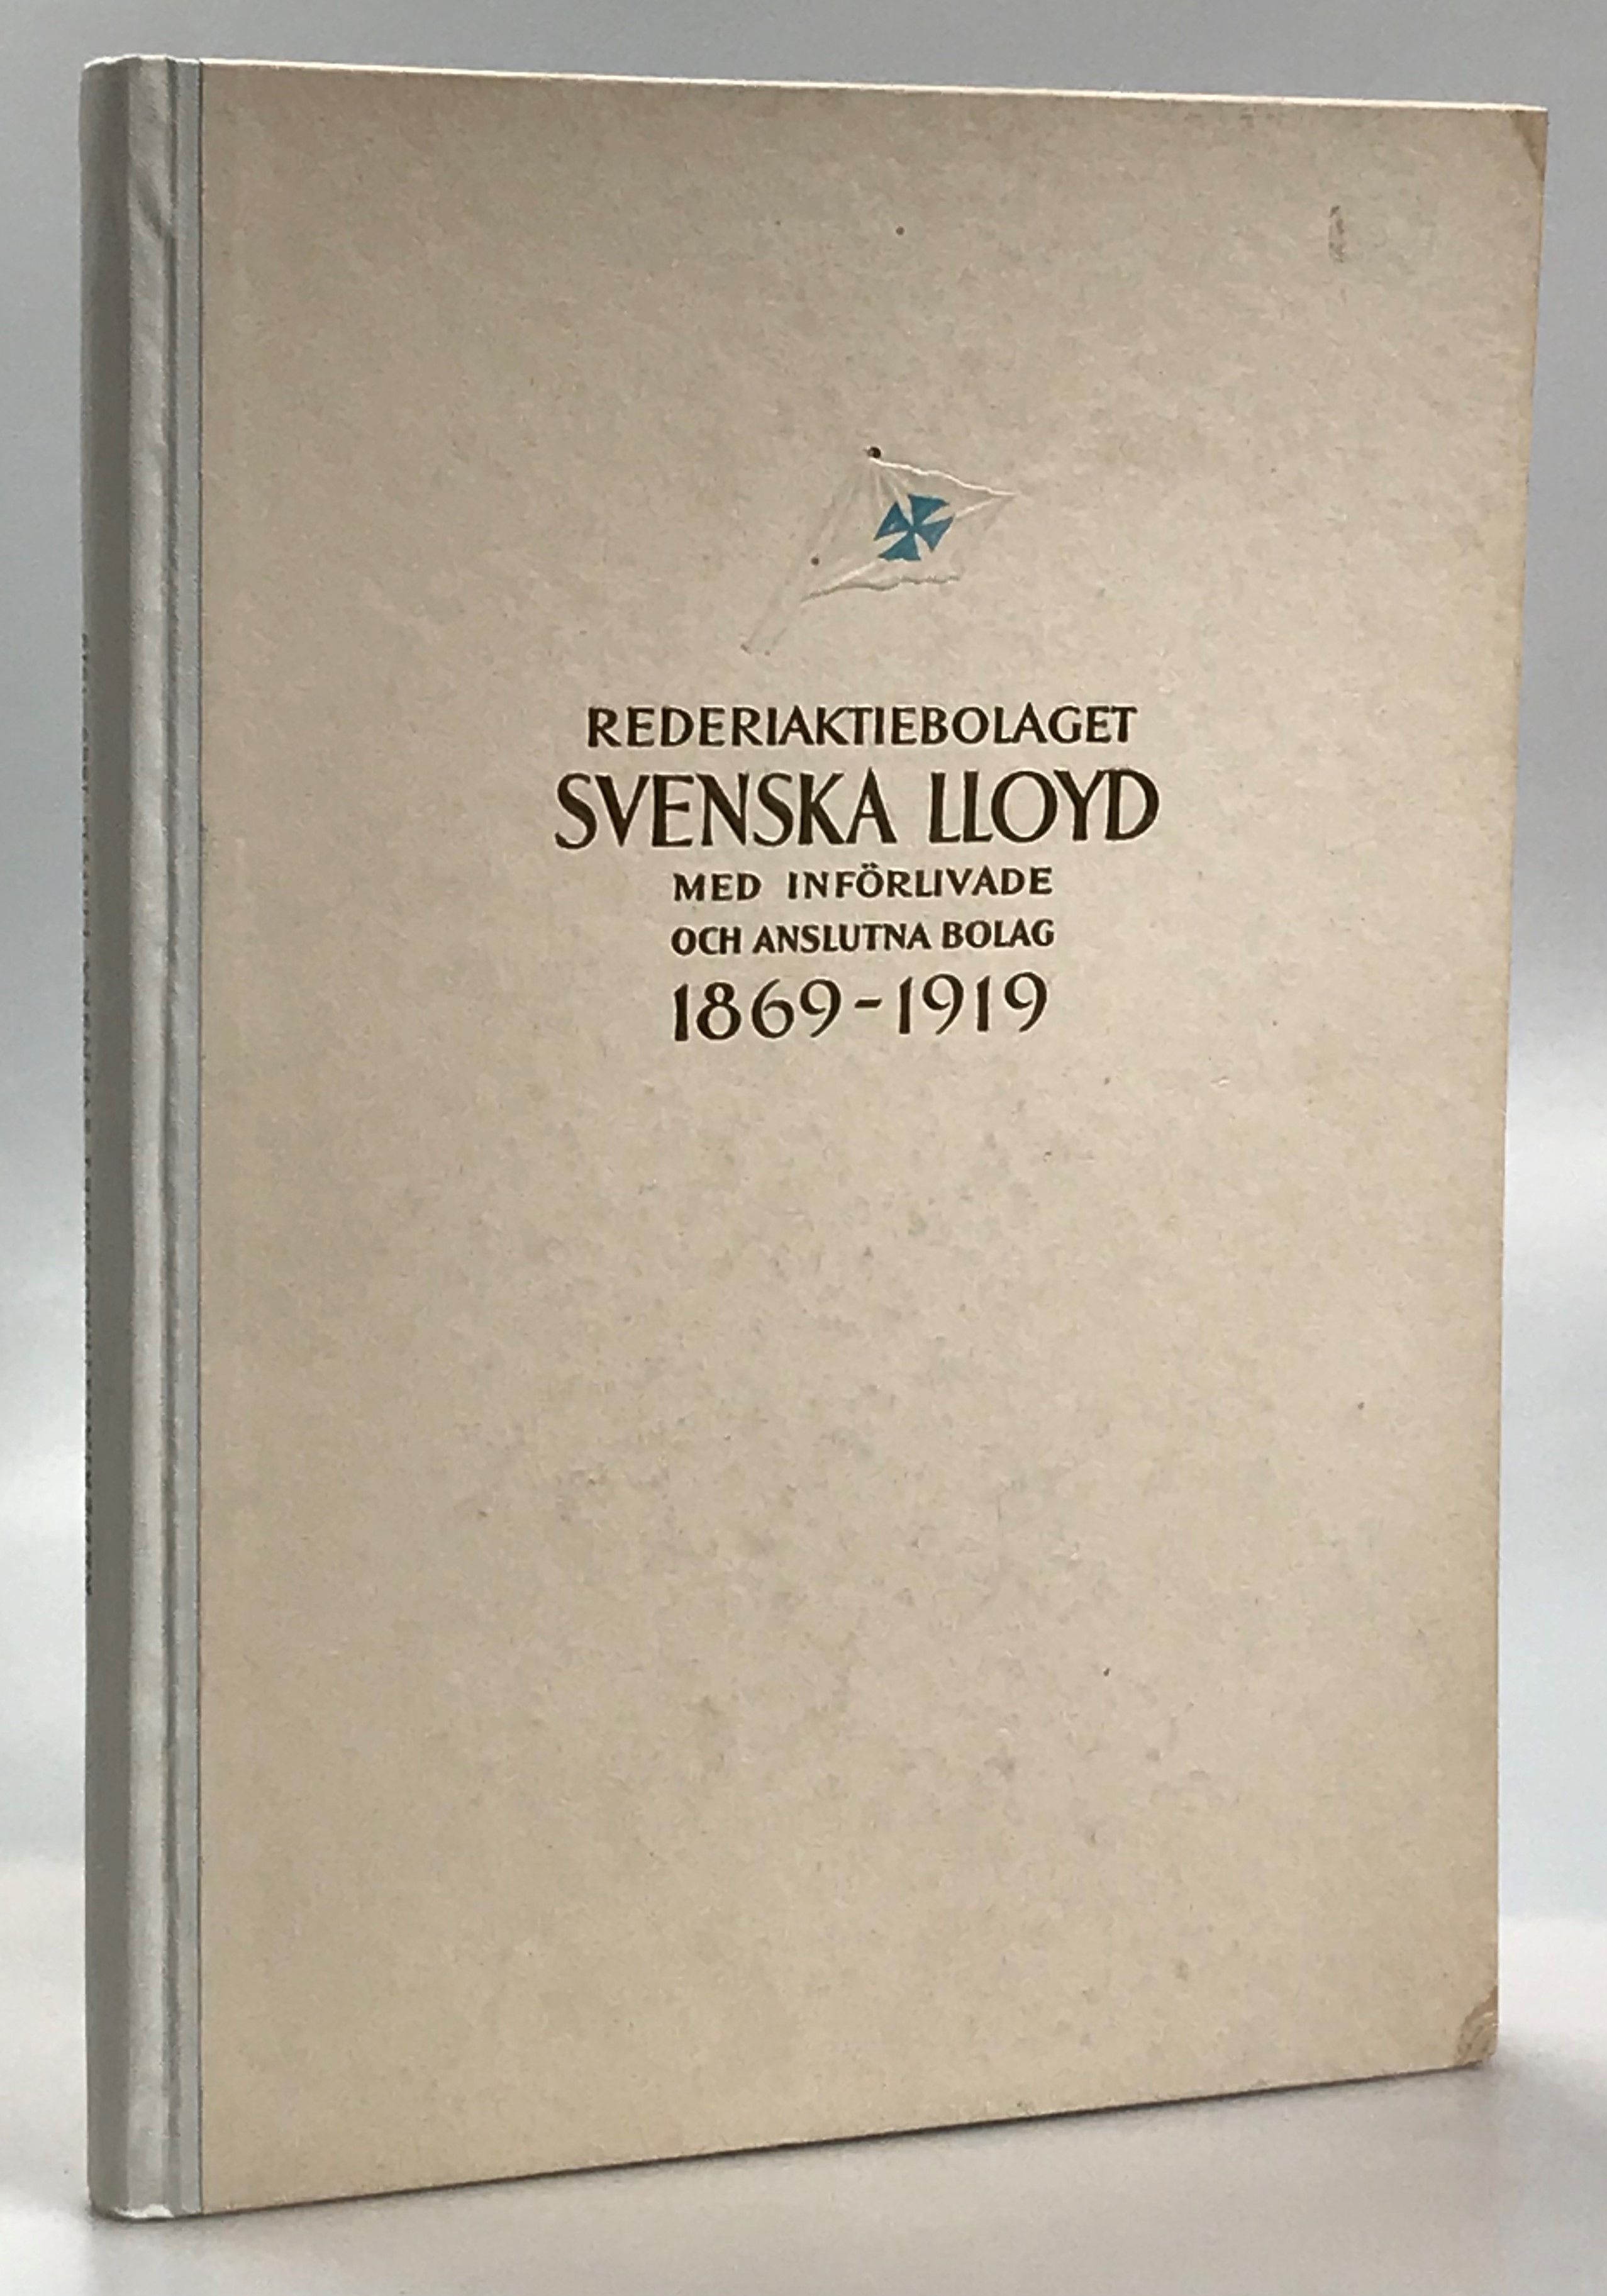 REDERIAKTIEBOLAGET
SVENSKA LLOYD
MED INFÖRLIVADE
OCH ANSLUTNA BOLAG
1869-1919